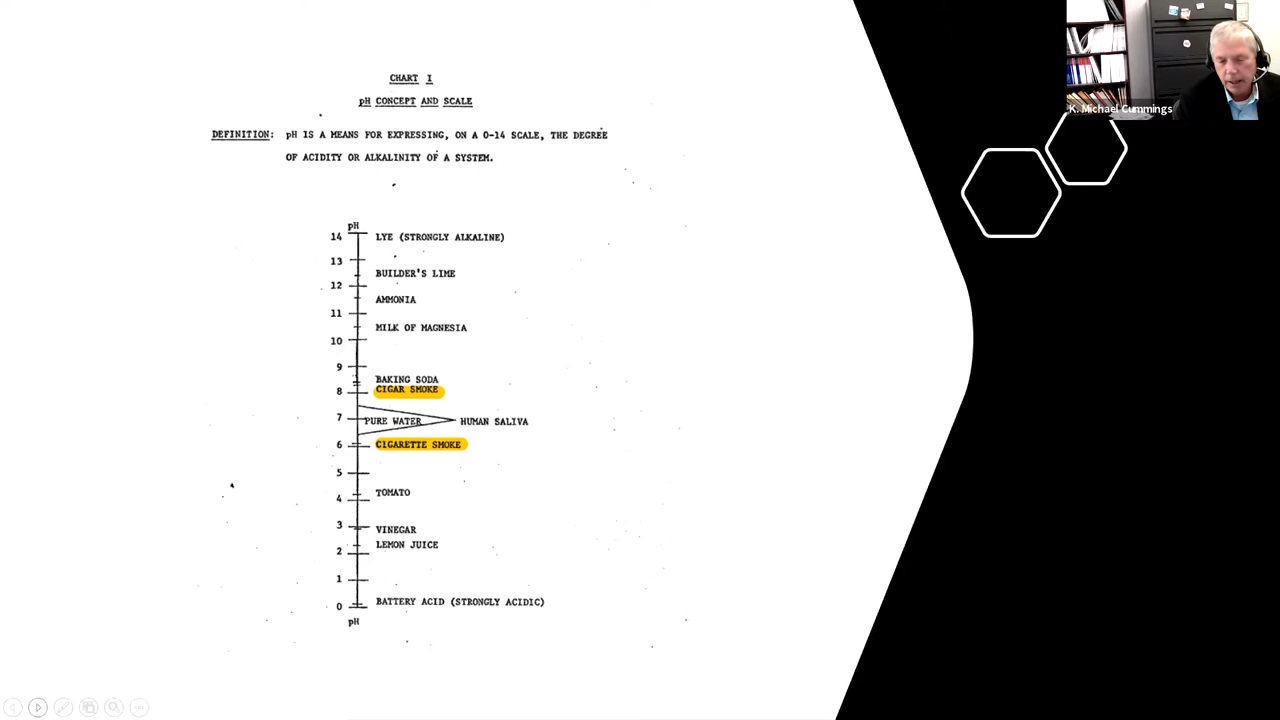 CHART I
pH CONCEPT AND SCALE
DEFINITION: pH IS A MEANS FOR EXPRESSING, ON A 0-14 SCALE, THE DEGREE
OF ACIDITY OR ALKALINITY OF A SYSTEM.
pH
14 LYE (STRONGLY ALKALINE)
13
BUILDER'S LIME
12
AMMONIA
11
MILK OF MAGNESIA
10
9
BAKING SODA
8 CIGAR SMOKE
7 PURE WATER HUMAN SALIVA
6 CIGARETTE SMOKE
5
TOMATO
4
3
VINEGAR
LEMON JUICE
2
1
BATTERY ACID (STRONGLY ACIDIC)
0
pH
K. Michael Cummings